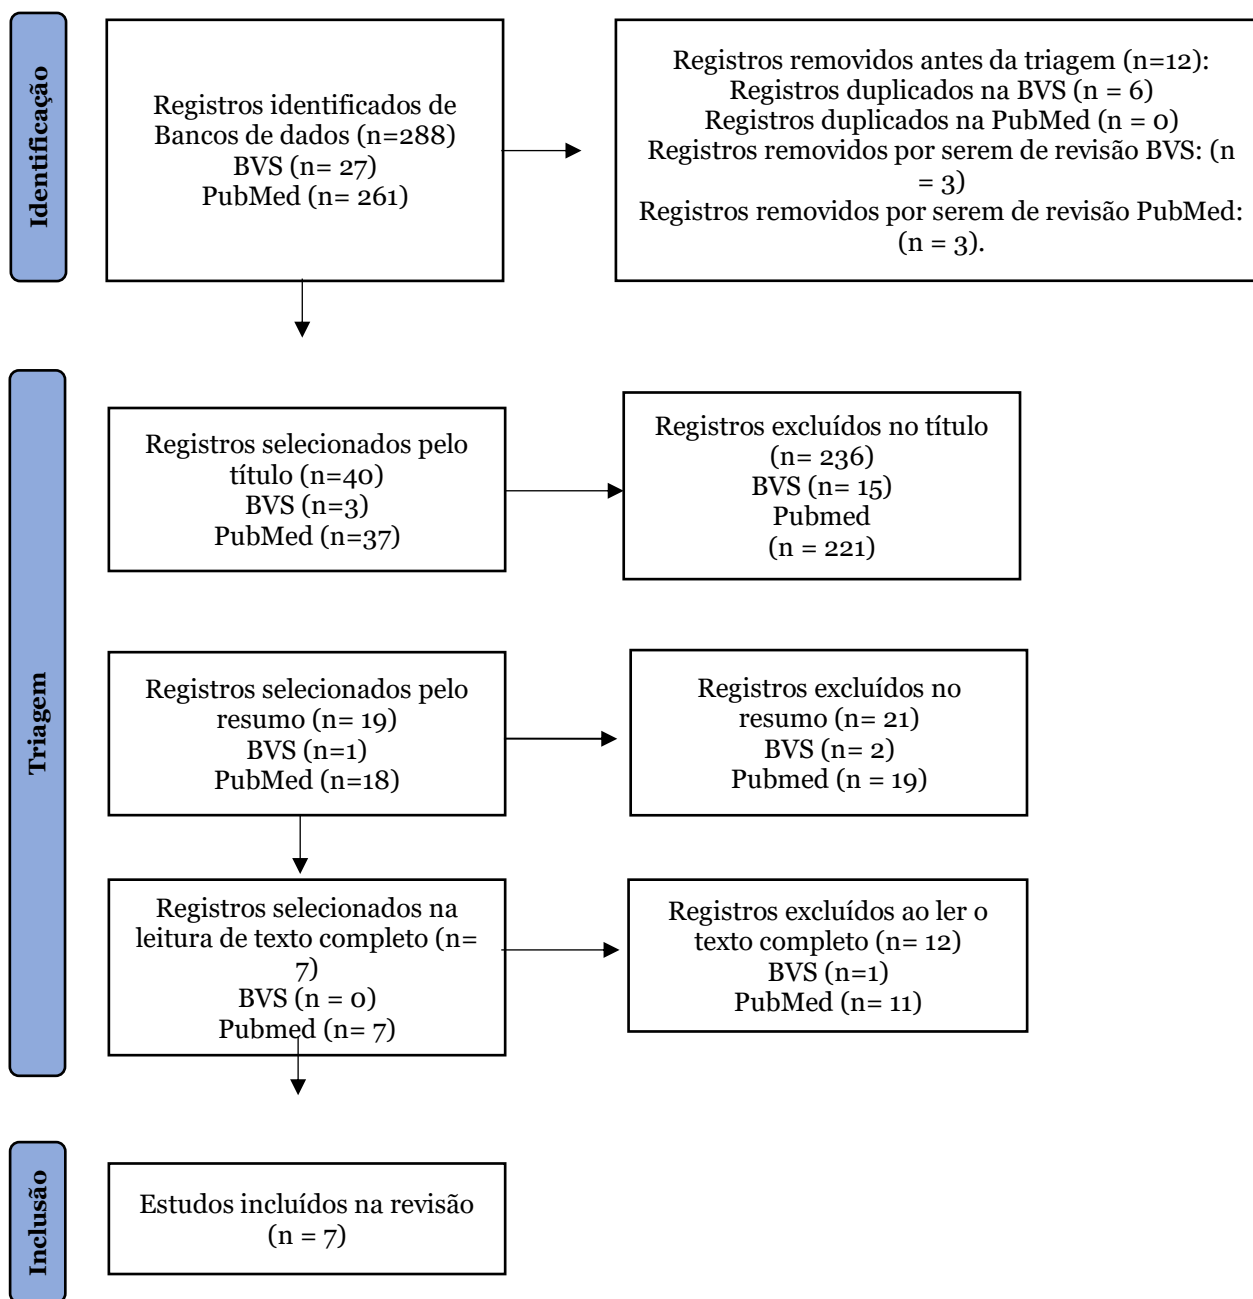 Identificação
Registros identificados de
Bancos de dados (n=288)
BVS (n= 27)
PubMed (n= 261)
Registros removidos antes da triagem (n=12):
Registros duplicados na BVS (n = 6)
Registros duplicados na PubMed (n = 0)
Registros removidos por serem de revisão BVS: (n
= 3)
Registros removidos por serem de revisão PubMed:
(n = 3).
Triagem
Registros selecionados pelo
título (n=40)
BVS (n=3)
PubMed (n=37)
Registros excluídos no título
(n= 236)
BVS (n= 15)
Pubmed
(n = 221)
Registros selecionados pelo
resumo (n= 19)
BVS (n=1)
PubMed (n=18)
Registros excluídos no
resumo (n= 21)
BVS (n= 2)
Pubmed (n = 19)
Registros selecionados na
leitura de texto completo (n=
7)
BVS (n = 0)
Pubmed (n= 7)
Registros excluídos ao ler o
texto completo (n= 12)
BVS (n=1)
PubMed (n= 11)
Inclusão
Estudos incluídos na revisão
(n = 7)